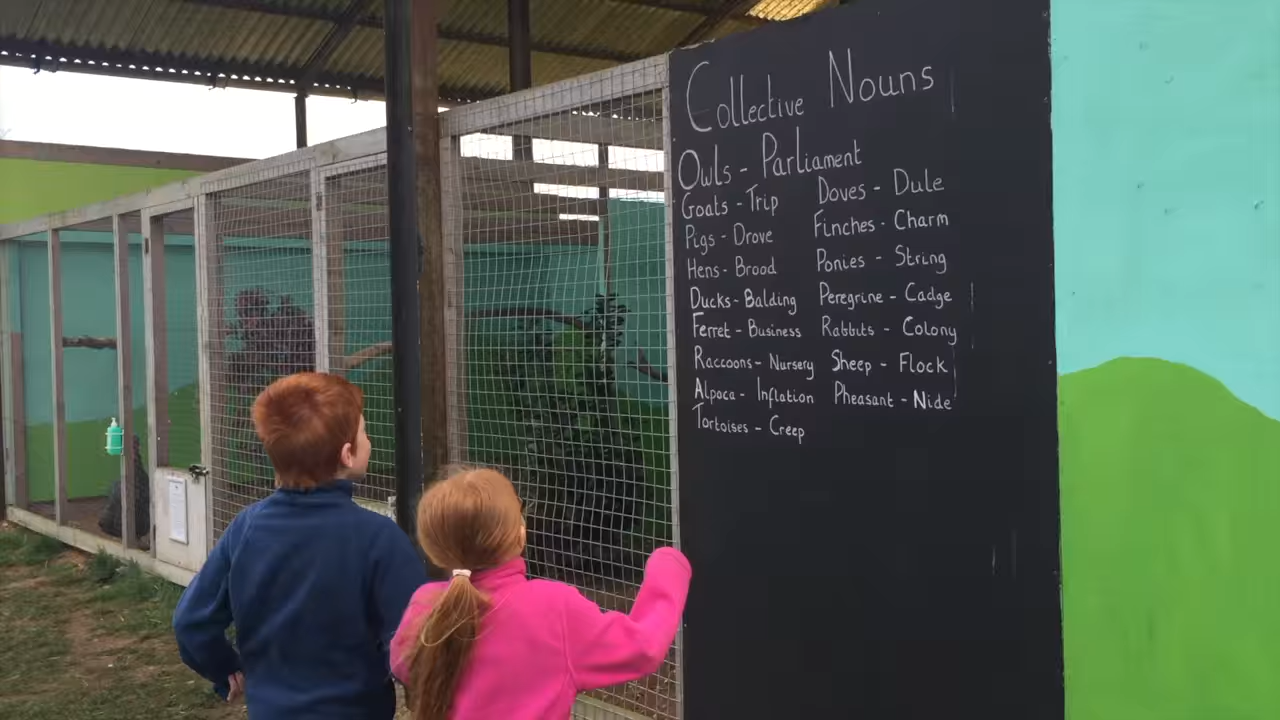 Collective Nouns
Owls - Parliament
Goats - Trip
Pigs - Drove
Hens - Brood
Ducks - Balding
Ferret - Business
Raccoons - Nursery
Alpaca - Inflation
Tortoises - Creep
Doves - Dule
Finches - Charm
Ponies - String
Peregrine - Cadge
Rabbits - Colony
Sheep - Flock
Pheasant - Nide